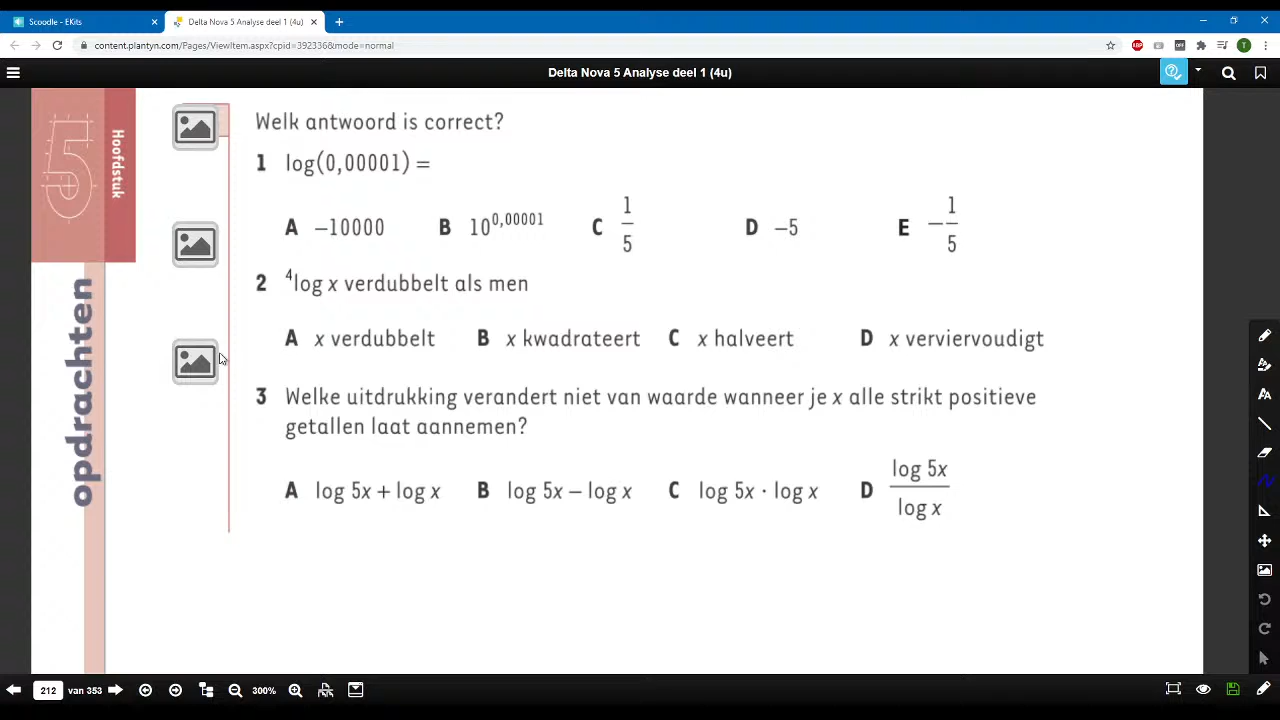 Scoodle - EKits
Delta Nova 5 Analyse deel 1 (4u)
content.plantyn.com/Pages/ViewItem.aspx?cpid=392336&mode=normal
ABP
OFF
T
Delta Nova 5 Analyse deel 1 (4u)
5
Hoofdstuk
opdrachten
Welk antwoord is correct?
1 log(0,00001) =
A −10000 B 10^0,00001 C 1/5 D −5 E −1/5
2 ⁴log x verdubbelt als men
A x verdubbelt B x kwadrateert C x halveert D x verviervoudigt
3 Welke uitdrukking verandert niet van waarde wanneer je x alle strikt positieve
getallen laat aannemen?
A log 5x + log x B log 5x − log x C log 5x · log x D log 5x / log x
212 van 353 300%